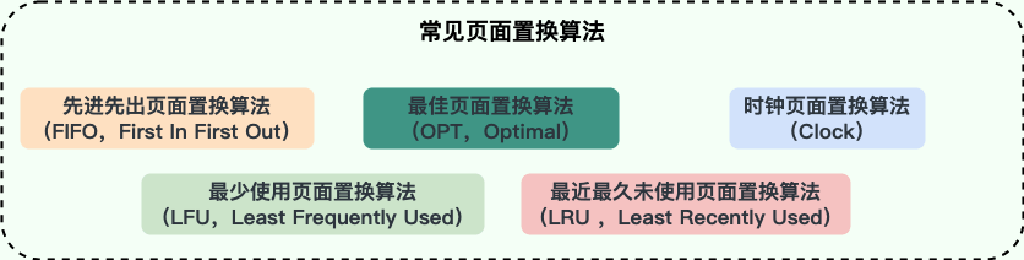 常见页面置换算法
先进先出页面置换算法
（FIFO，First In First Out）
最佳页面置换算法
（OPT，Optimal）
时钟页面置换算法
（Clock）
最少使用页面置换算法
（LFU，Least Frequently Used）
最近最久未使用页面置换算法
（LRU ，Least Recently Used）